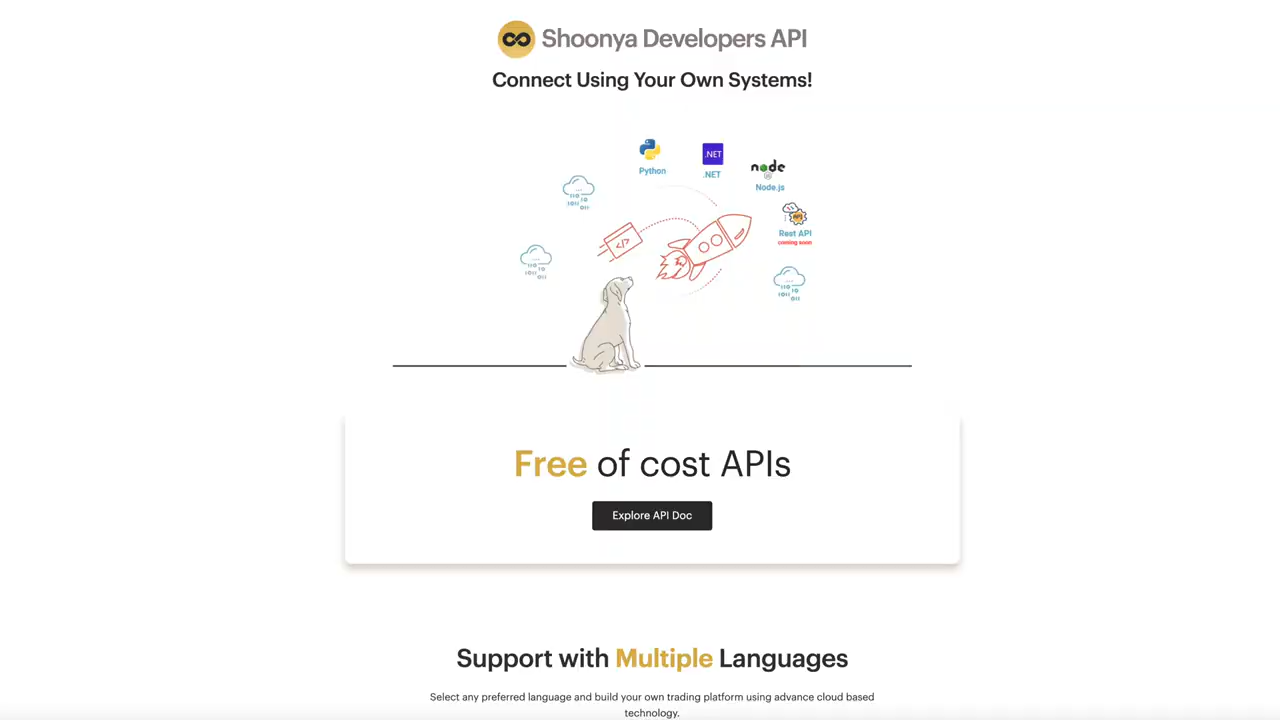 Shoonya Developers API
Connect Using Your Own Systems!
Python
.NET
.NET
node
JS
Node.js
API
Rest API
coming soon
</>
Free of cost APIs
Explore API Doc
Support with Multiple Languages
Select any preferred language and build your own trading platform using advance cloud based
technology.